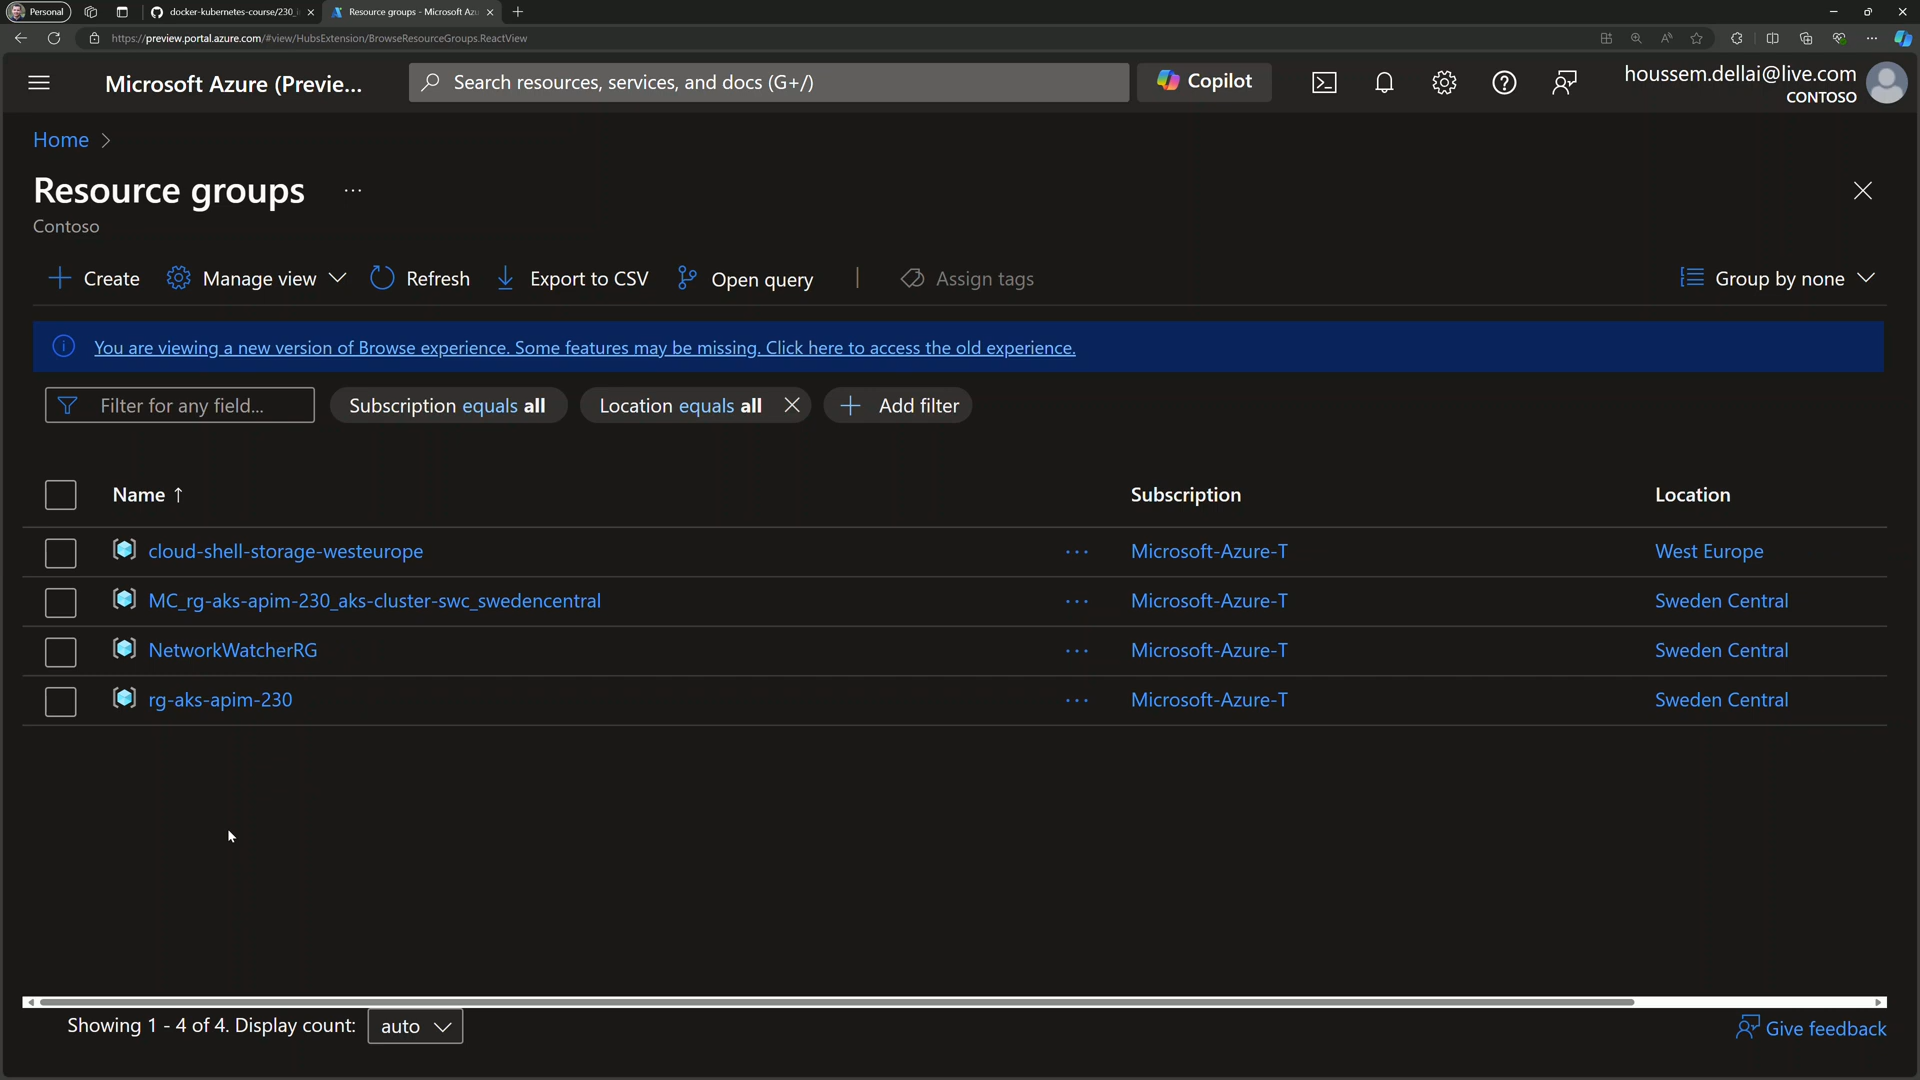 Personal
docker-kubernetes-course/230_
Resource groups - Microsoft Az
https://preview.portal.azure.com/#view/HubsExtension/BrowseResourceGroups.ReactView
Microsoft Azure (Previe...
Search resources, services, and docs (G+/)
Copilot
houssem.dellai@live.com
CONTOSO
Home
Resource groups
Contoso
Create
Manage view
Refresh
Export to CSV
Open query
Assign tags
Group by none
You are viewing a new version of Browse experience. Some features may be missing. Click here to access the old experience.
Filter for any field...
Subscription equals all
Location equals all
Add filter
Name ↑ Subscription Location
cloud-shell-storage-westeurope ··· Microsoft-Azure-T West Europe
MC_rg-aks-apim-230_aks-cluster-swc_swedencentral ··· Microsoft-Azure-T Sweden Central
NetworkWatcherRG ··· Microsoft-Azure-T Sweden Central
rg-aks-apim-230 ··· Microsoft-Azure-T Sweden Central
Showing 1 - 4 of 4. Display count: auto
Give feedback